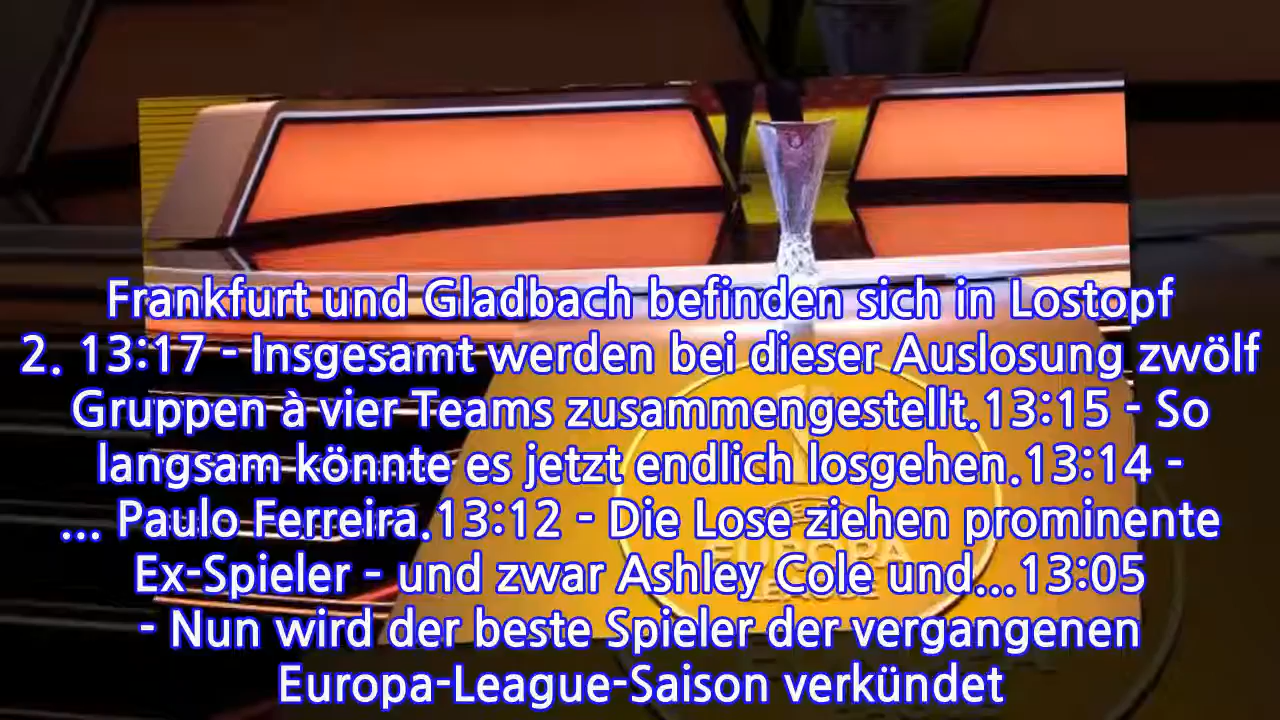 Frankfurt und Gladbach befinden sich in Lostopf
2. 13:17 - Insgesamt werden bei dieser Auslosung zwölf
Gruppen à vier Teams zusammengestellt.13:15 - So
langsam könnte es jetzt endlich losgehen.13:14 -
... Paulo Ferreira.13:12 - Die Lose ziehen prominente
Ex-Spieler - und zwar Ashley Cole und...13:05
- Nun wird der beste Spieler der vergangenen
Europa-League-Saison verkündet
EUROPA
LEAGUE